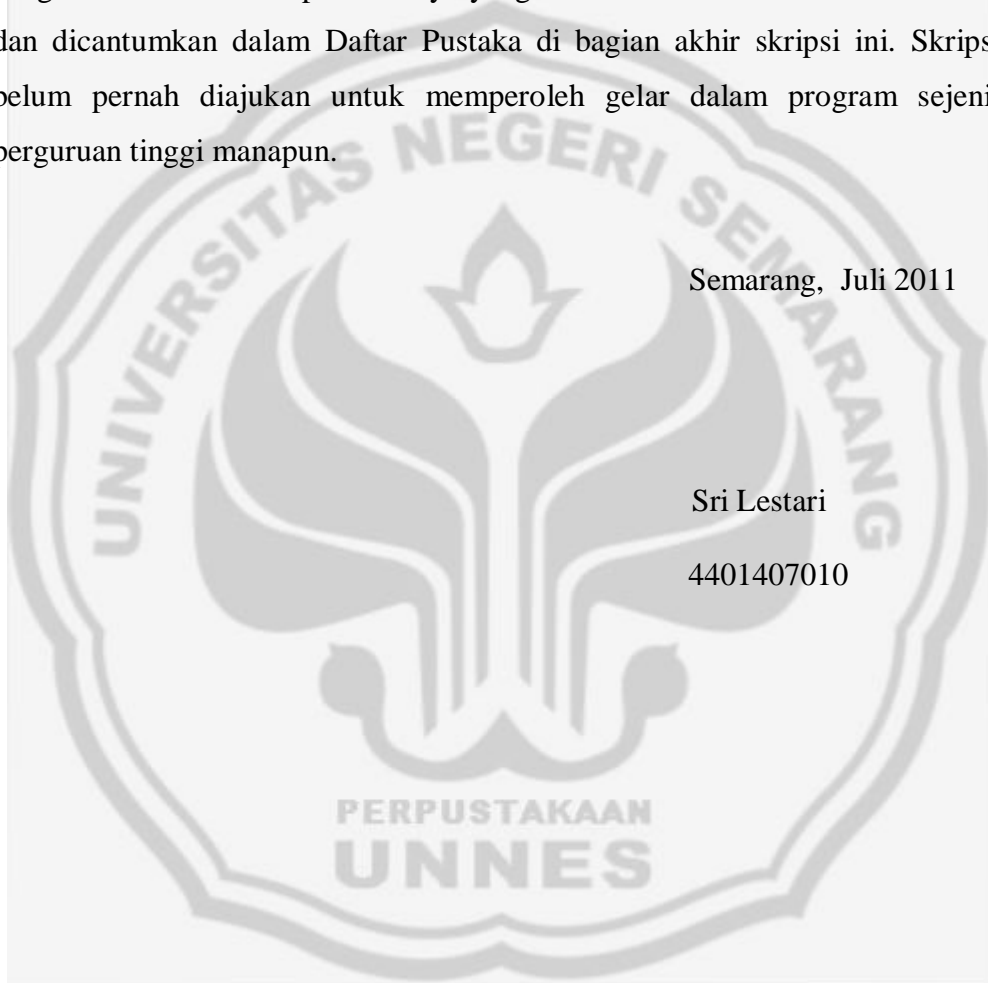 dan dicantumkan dalam Daftar Pustaka di bagian akhir skripsi ini. Skrips
belum pernah diajukan untuk memperoleh gelar dalam program sejeni
perguruan tinggi manapun.
UNIVERSITAS NEGERI SEMARANG
Semarang, Juli 2011
Sri Lestari
4401407010
PERPUSTAKAAN
UNNES